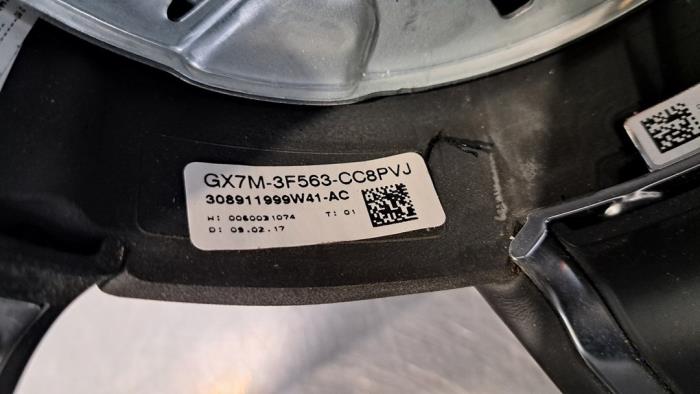 GX7M-3F563-CC8PVJ
308911999W41-AC
H: 0060031074 T: 01
D: 09.02.17